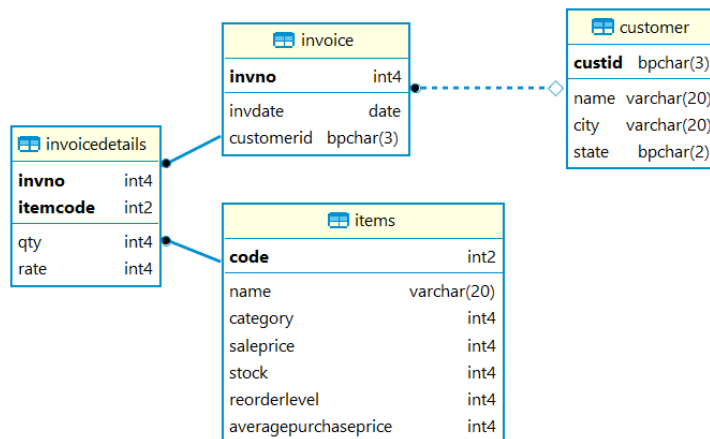 invoice
invno int4
invdate date
customerid bpchar(3)
customer
custid bpchar(3)
name varchar(20)
city varchar(20)
state bpchar(2)
invoicedetails
invno int4
itemcode int2
qty int4
rate int4
items
code int2
name varchar(20)
category int4
saleprice int4
stock int4
reorderlevel int4
averagepurchaseprice int4